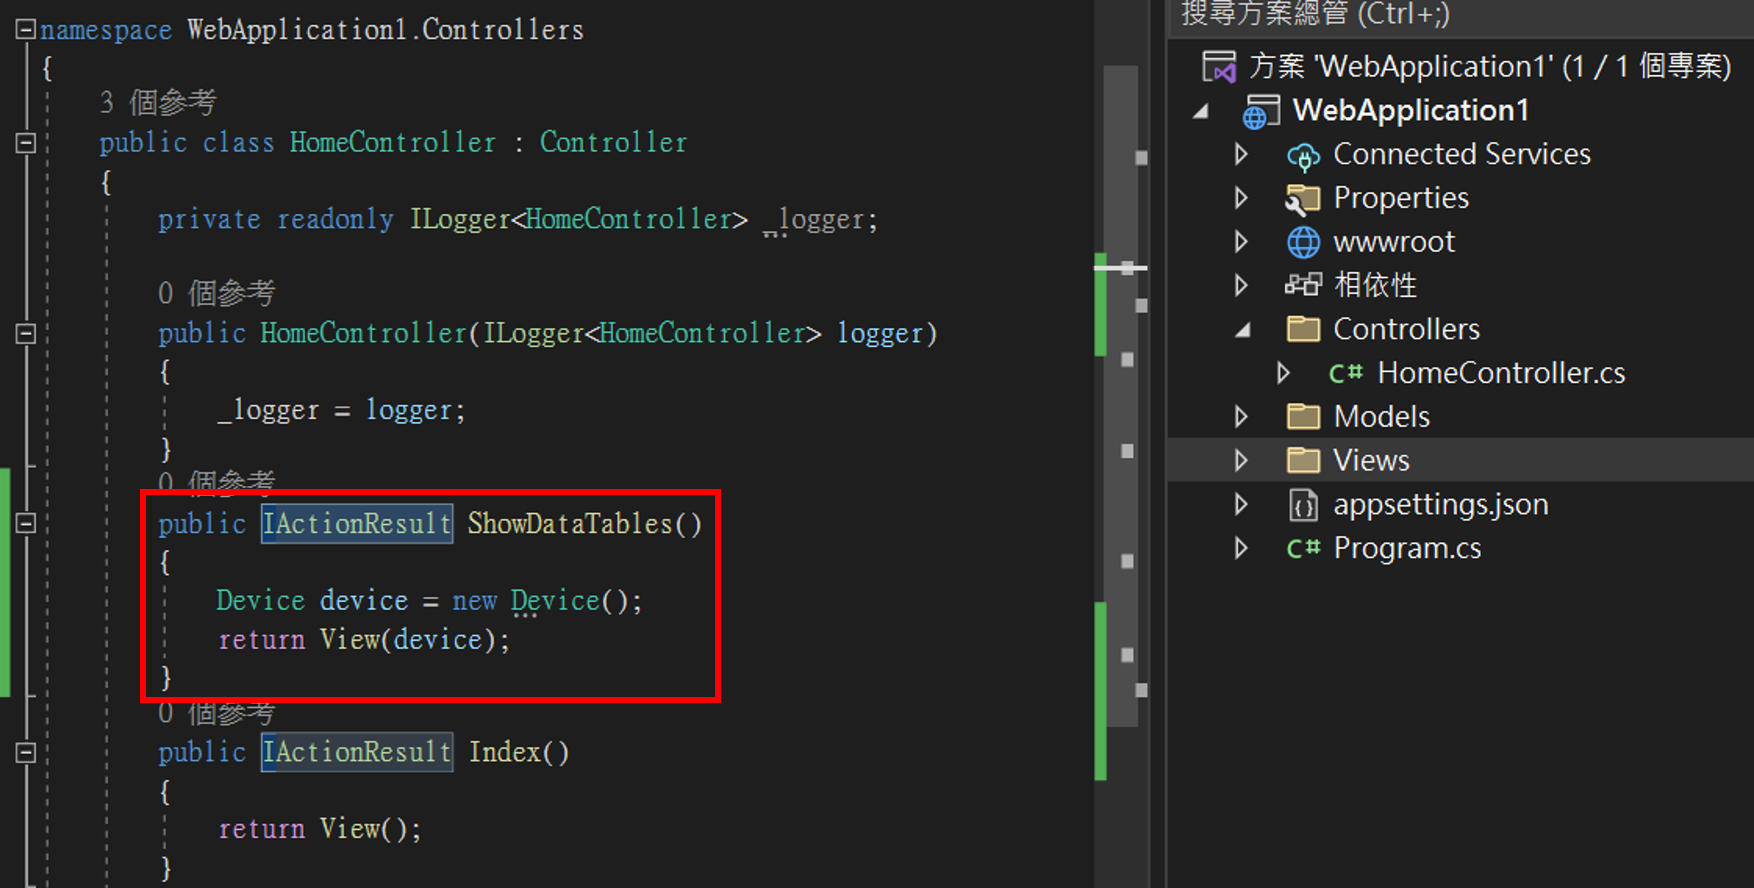 namespace WebApplication1.Controllers
{
3 個參考
public class HomeController : Controller
{
private readonly ILogger<HomeController> _logger;
0 個參考
public HomeController(ILogger<HomeController> logger)
{
_logger = logger;
}
0 個參考
public IActionResult ShowDataTables()
{
Device device = new Device();
return View(device);
}
0 個參考
public IActionResult Index()
{
return View();
}
搜尋方案總管 (Ctrl+;)
方案 'WebApplication1' (1 / 1 個專案)
WebApplication1
Connected Services
Properties
wwwroot
相依性
Controllers
C# HomeController.cs
Models
Views
appsettings.json
C# Program.cs